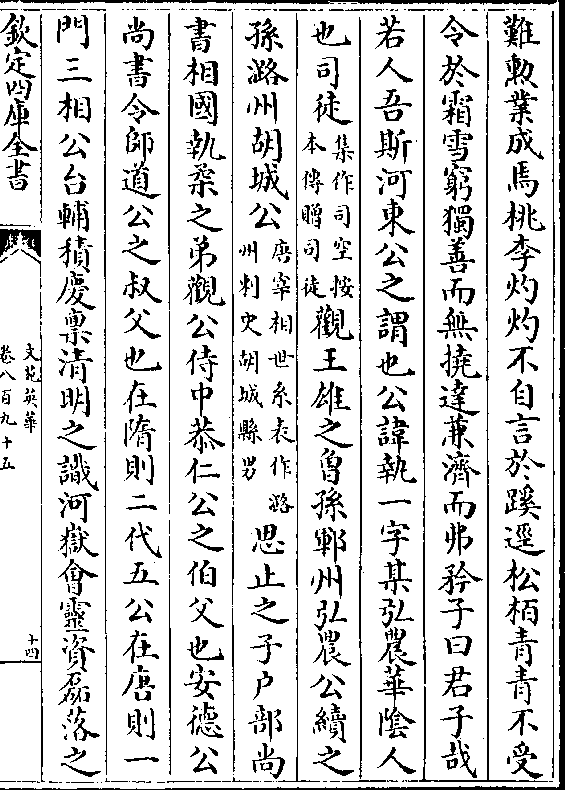 難勲業成焉桃李灼灼不自言於蹊逕松栢青青不受
令於霜雪窮獨善而無撓達兼濟而弗矜子曰君子哉
若人吾斯河東公之謂也公諱執一字某弘農華陰人
也司徒集作司空按本傳贈司徒觀王雄之曾孫鄆州弘農公續之
孫潞州胡城公唐宰相世系表作潞州刺史胡城縣男思止之子户部尚
書相國執柔之弟觀公侍中恭仁公之伯父也安德公
尚書令師道公之叔父也在隋則二代五公在唐則一
門三相公台輔積慶禀清明之識河嶽會靈資磊落之
欽定四庫全書
文苑英華
卷八百九十五
十四